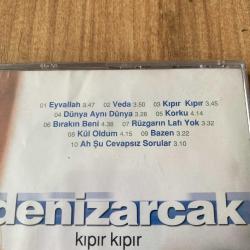 01 Eyvallah 3.47 02 Veda 3.50 03 Kıpır Kıpır 3.45
04 Dünya Aynı Dünya 3.28 05 Korku 4.14
06 Bırakın Beni 4.38 07 Rüzgarın Lafı Yok 3.32
08 Kül Oldum 4.15 09 Bazen 3.22
10 Ah Şu Cevapsız Sorular 3.10
denizarcak
kıpır kıpır